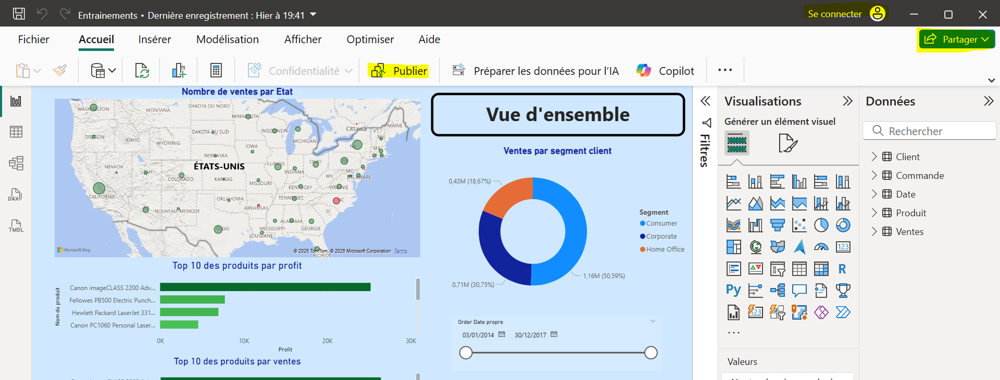 Entrainements • Dernière enregistrement : Hier à 19:41
Se connecter
Fichier
Accueil
Insérer
Modélisation
Afficher
Optimiser
Aide
Partager
Confidentialité
Publier
Préparer les données pour l'IA
Copilot
Nombre de ventes par Etat
WASHINGTON
MONTANA
DAKOTA DU NORD
MINNESOTA
Ottawa
MAINE
VT
OREGON
IDAHO
WYOMING
DAKOTA DU SUD
WISCONSIN
MICHIGAN
NH
NY
MA
CT
RI
IOWA
NEBRASKA
ÉTATS-UNIS
ILLINOIS
INDIANA
OHIO
PA
NJ
NEVADA
UTAH
COLORADO
KANSAS
MISSOURI
WV
MD
DELAWARE
KENTUCKY
VIRGINIE
CALIFORNIE
OKLAHOMA
TENNESSEE
NC
NOUVEAU-MEXIQUE
ARKANSAS
SC
TEXAS
MISSISSIPPI
ALABAMA
GÉORGIE
LOUISIANE
FLORIDE
Microsoft Bing
© 2025 TomTom, © 2025 Microsoft Corporation Terms
Top 10 des produits par profit
Nom du produit
Canon imageCLASS 2200 Adv...
Fellowes PB500 Electric Punch...
Hewlett Packard LaserJet 331...
Canon PC1060 Personal Laser...
0K 10K 20K 30K
Profit
Top 10 des produits par ventes
Vue d'ensemble
Ventes par segment client
0,43M (18,67%)
0,71M (30,75%)
1,16M (50,59%)
Segment
Consumer
Corporate
Home Office
Order Date propre
03/01/2014 30/12/2017
Filtres
Visualisations
Générer un élément visuel
123
R
Py
123
...
Valeurs
Données
Rechercher
Client
Commande
Date
Produit
Ventes
DAX
TMDL